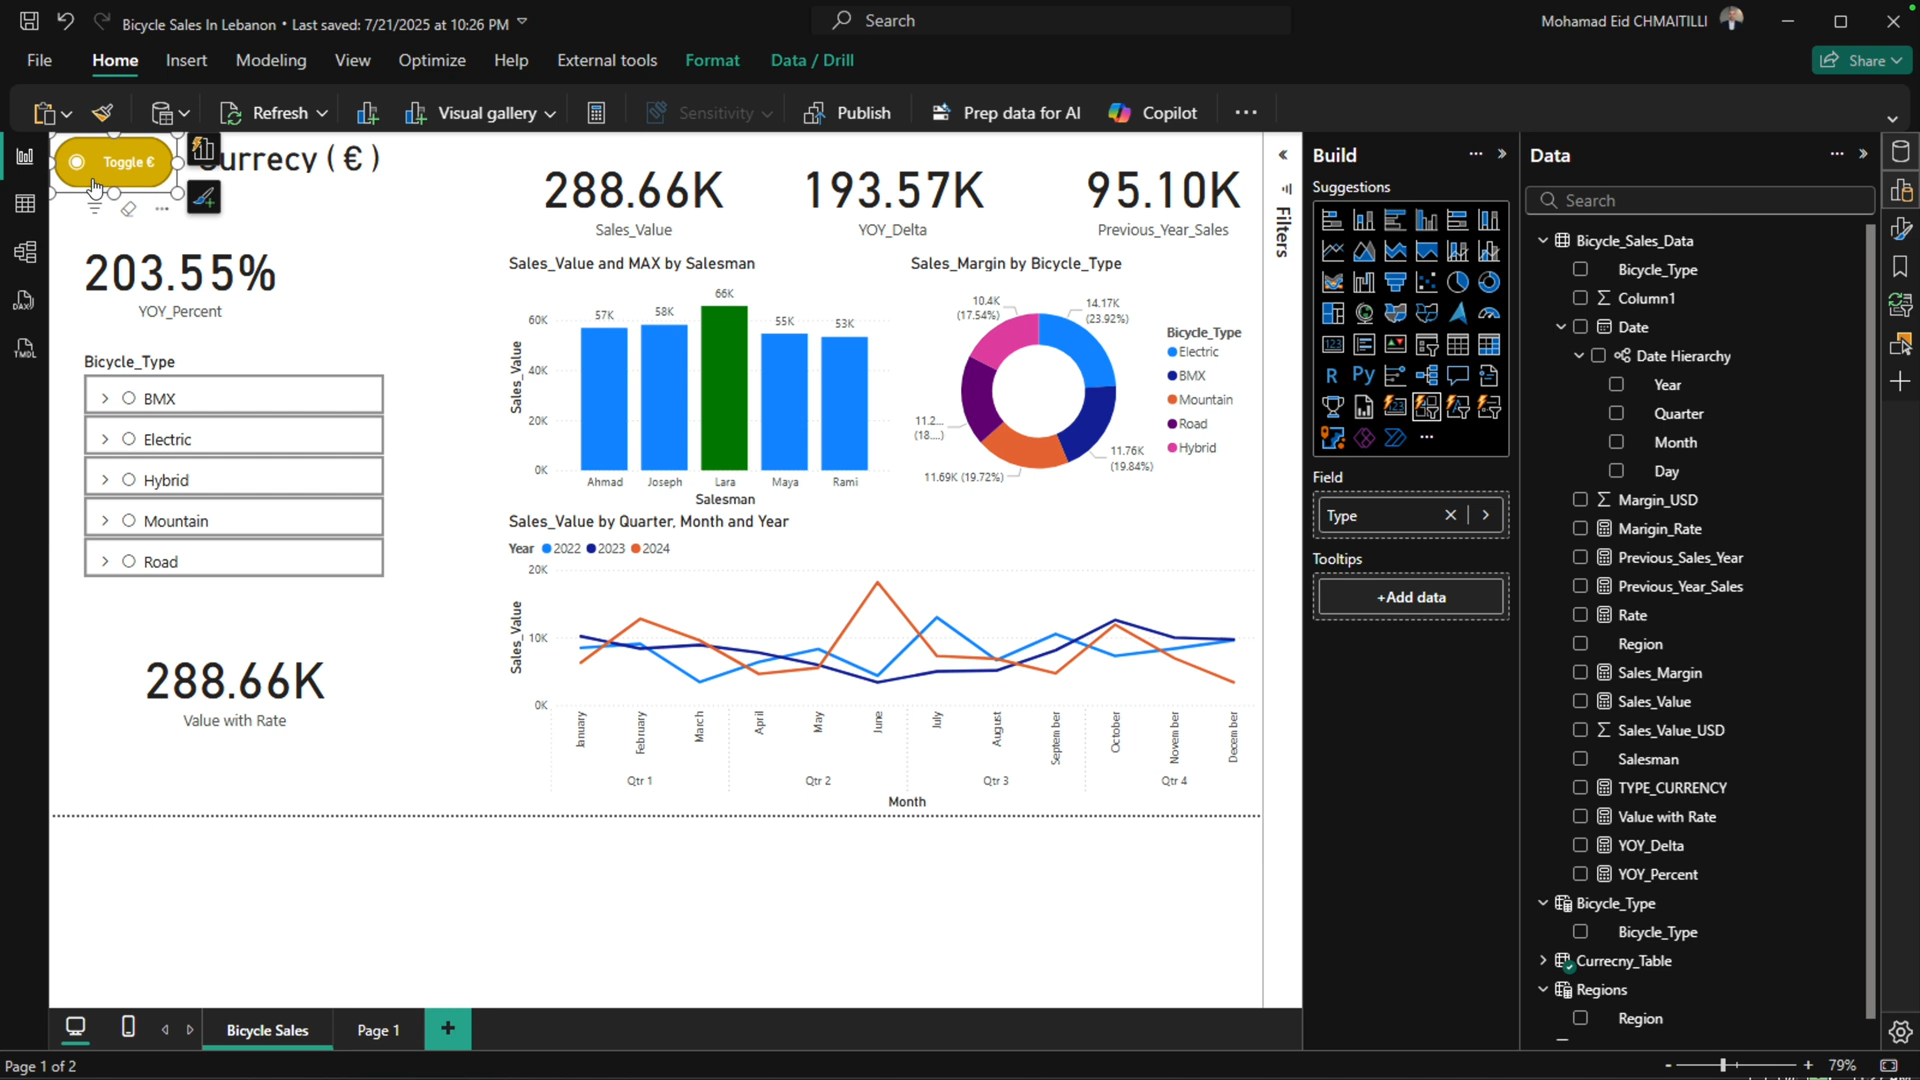 Bicycle Sales In Lebanon • Last saved: 7/21/2025 at 10:26 PM
Search
Mohamad Eid CHMAITILLI
File
Home
Insert
Modeling
View
Optimize
Help
External tools
Format
Data / Drill
Share
Refresh
Visual gallery
Sensitivity
Publish
Prep data for AI
Copilot
DAX
TMDL
Toggle €
urrecy ( € )
288.66K
Sales_Value
193.57K
YOY_Delta
95.10K
Previous_Year_Sales
203.55%
YOY_Percent
Bicycle_Type
BMX
Electric
Hybrid
Mountain
Road
288.66K
Value with Rate
Sales_Value and MAX by Salesman
Sales_Value
60K
40K
20K
0K
57K
58K
66K
55K
53K
Ahmad
Joseph
Lara
Maya
Rami
Salesman
Sales_Margin by Bicycle_Type
10.4K
(17.54%)
14.17K
(23.92%)
11.2...
(18....)
11.76K
(19.84%)
11.69K (19.72%)
Bicycle_Type
Electric
BMX
Mountain
Road
Hybrid
Sales_Value by Quarter, Month and Year
Year 2022 2023 2024
Sales_Value
20K
10K
0K
January
February
March
April
May
June
July
August
September
October
November
December
Qtr 1
Qtr 2
Qtr 3
Qtr 4
Month
Filters
Build
Suggestions
123
R
Py
Field
Type
Tooltips
+Add data
Data
Search
Bicycle_Sales_Data
Bicycle_Type
Column1
Date
Date Hierarchy
Year
Quarter
Month
Day
Margin_USD
Marigin_Rate
Previous_Sales_Year
Previous_Year_Sales
Rate
Region
Sales_Margin
Sales_Value
Sales_Value_USD
Salesman
TYPE_CURRENCY
Value with Rate
YOY_Delta
YOY_Percent
Bicycle_Type
Bicycle_Type
Currecny_Table
Regions
Region
Bicycle Sales
Page 1
Page 1 of 2
79%